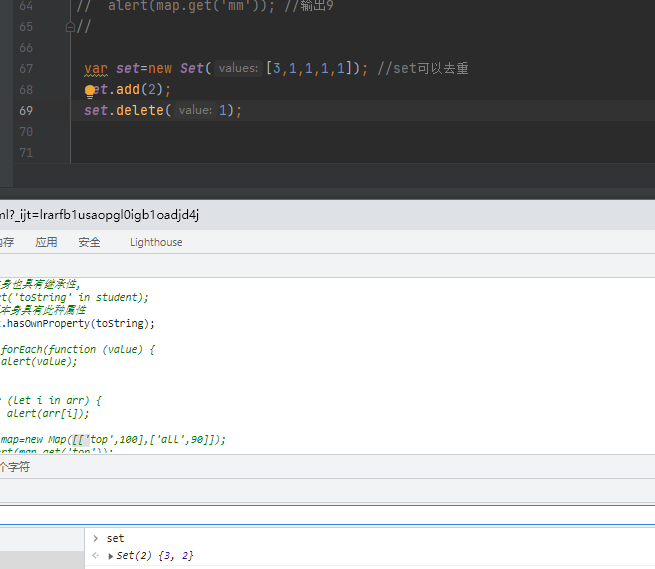 64 // alert(map.get('mm')); //输出9
65 //
66
67 var set=new Set( values: [3,1,1,1,1]); //set可以去重
68 et.add(2);
69 set.delete( value: 1);
70
71
ml?_ijt=lrarfb1usaopgl0igb1oadjd4j
内存 应用 安全 Lighthouse
身也具有继承性,
t('toString' in student);
本身具有此种属性
.hasOwnProperty(toString);
forEach(function (value) {
alert(value);
(let i in arr) {
alert(arr[i]);
map=new Map([['top',100],['all',90]]);
rt(map.get('top'));
个字符
> set
Set(2) {3, 2}